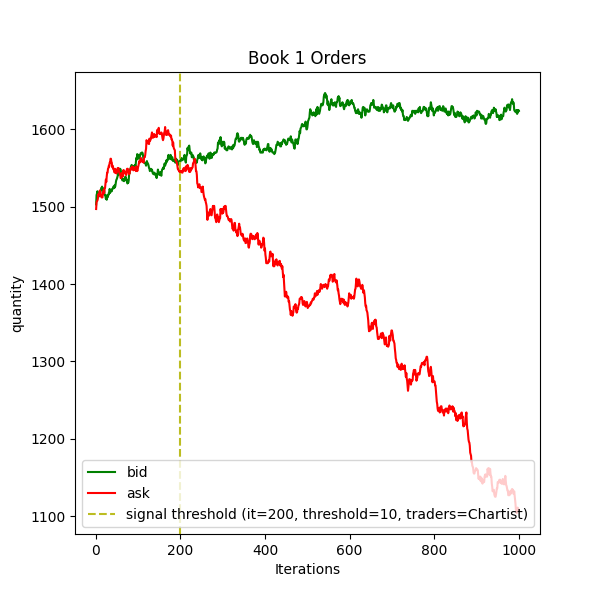 Book 1 Orders
quantity
1600
1500
1400
1300
1200
1100
bid
ask
signal threshold (it=200, threshold=10, traders=Chartist)
0 200 400 600 800 1000
Iterations